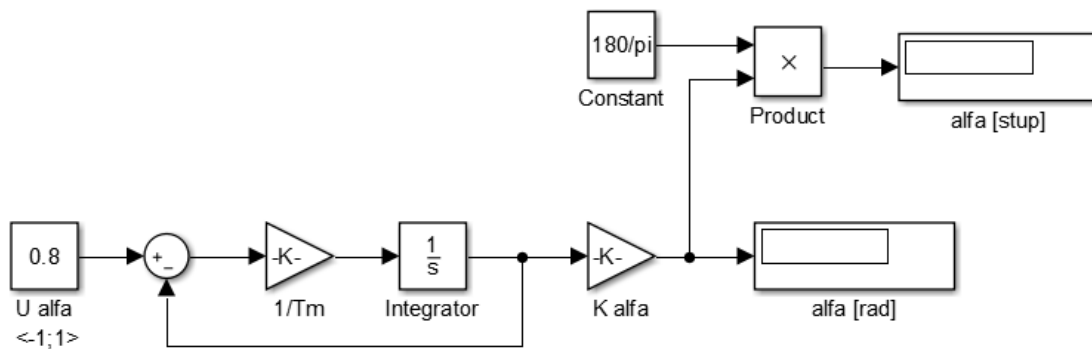 180/pi
Constant
×
Product
alfa [stup]
0.8
U alfa
<-1;1>
+
−
-K-
1/Tm
1
s
Integrator
-K-
K alfa
alfa [rad]